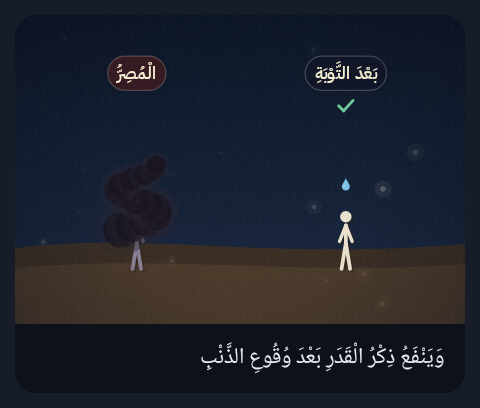 بَعْدَ التَّوْبَةِ
الْمُصِرُّ
وَيَنْفَعُ ذِكْرُ الْقَدَرِ بَعْدَ وُقُوعِ الذَّنْبِ